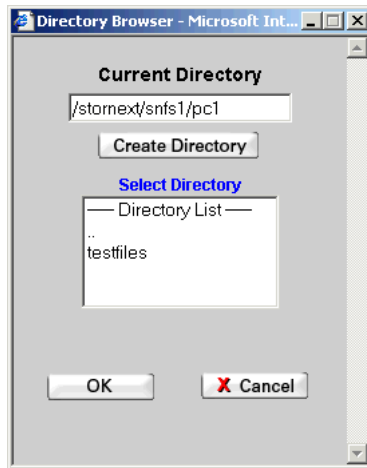 Directory Browser - Microsoft Int...
Current Directory
/stornext/snfs1/pc1
Create Directory
Select Directory
── Directory List ──
..
testfiles
OK
X Cancel